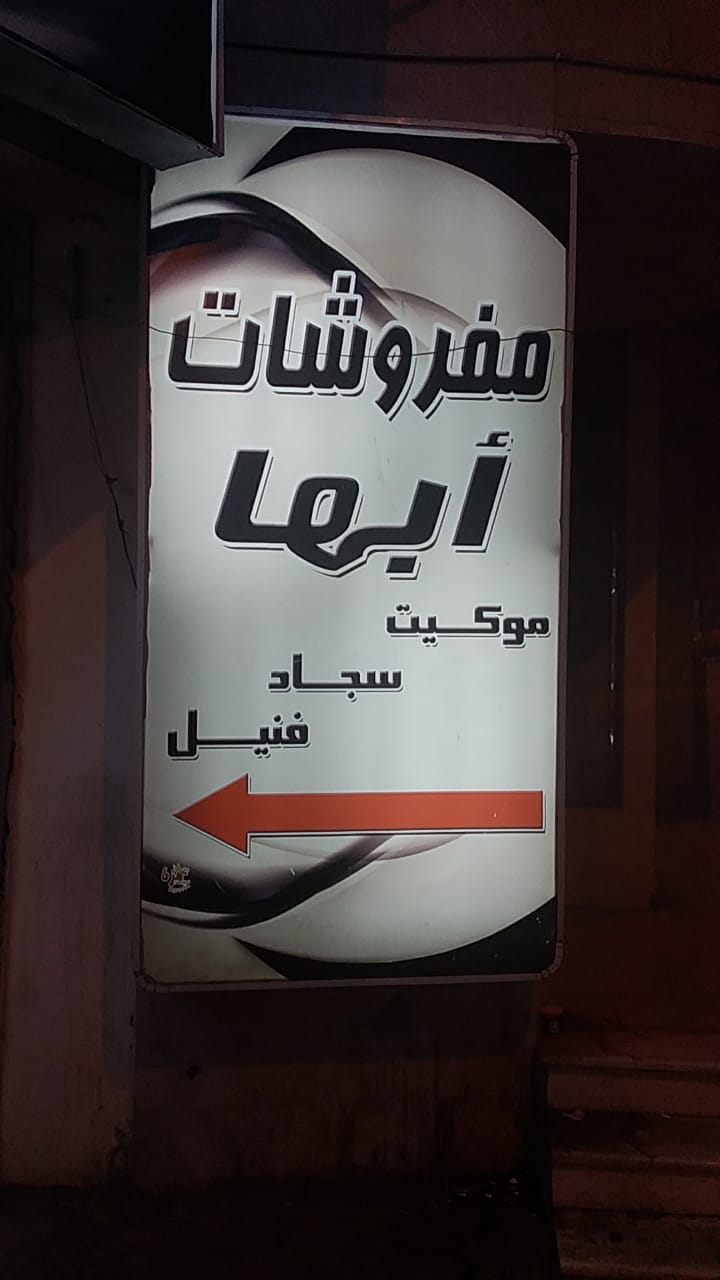 مفروشات
أبها
موكيت
سجاد
فنيل